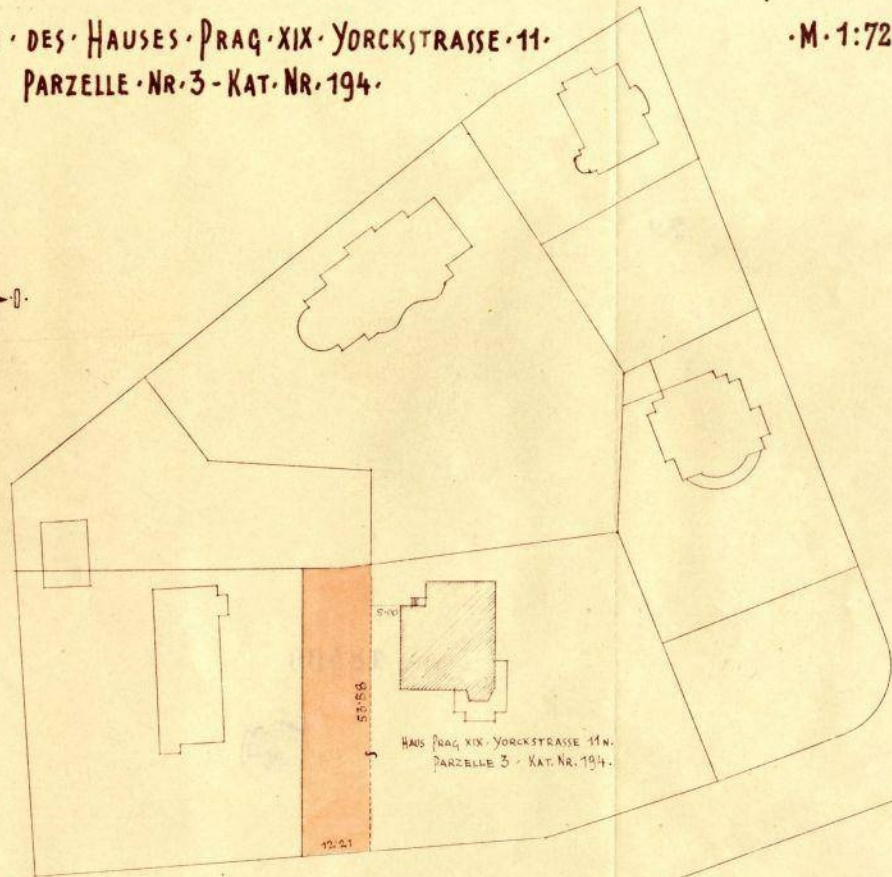 · DES · HAUSES · PRAG · XIX · YORCKSTRASSE · 11 ·
· M · 1:72
PARZELLE · NR · 3 - KAT · NR · 194 ·
5·00
53·58
HAUS PRAG XIX · YORCKSTRASSE 11 N.
PARZELLE 3 · KAT. NR. 194 ·
12·21